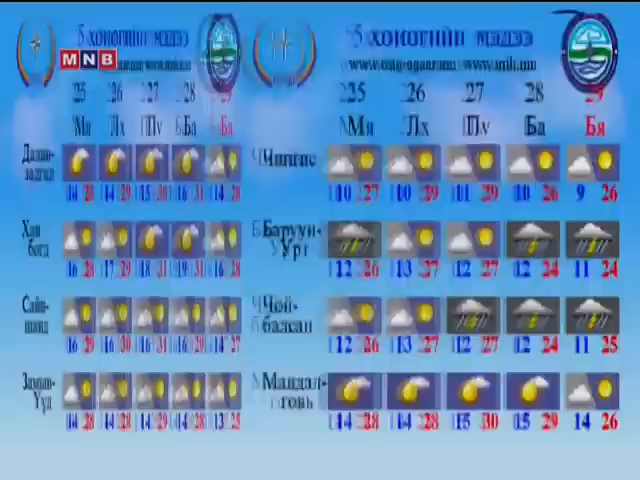 5 хоногийн мэдээ 5 хоногийн мэдээ
MNB
25 26 27 28 29 25 26 27 28 29
Мя Лх Пү Ба Бя Мя Лх Пү Ба Бя
Далан- Чингис
задгад
14 28 14 29 15 30 16 31 14 28 10 27 10 29 11 29 10 26 9 26
Хан Баруун-
богд Урт
16 28 17 29 18 31 19 31 16 28 12 26 13 27 12 27 12 24 11 24
Сайн- Чой-
шанд балсан
16 29 16 30 16 31 16 29 14 27 12 26 13 27 12 27 12 24 11 25
Замын- Мандал-
Үүд говь
14 28 14 28 14 29 14 28 13 25 14 28 14 28 15 30 15 29 14 26